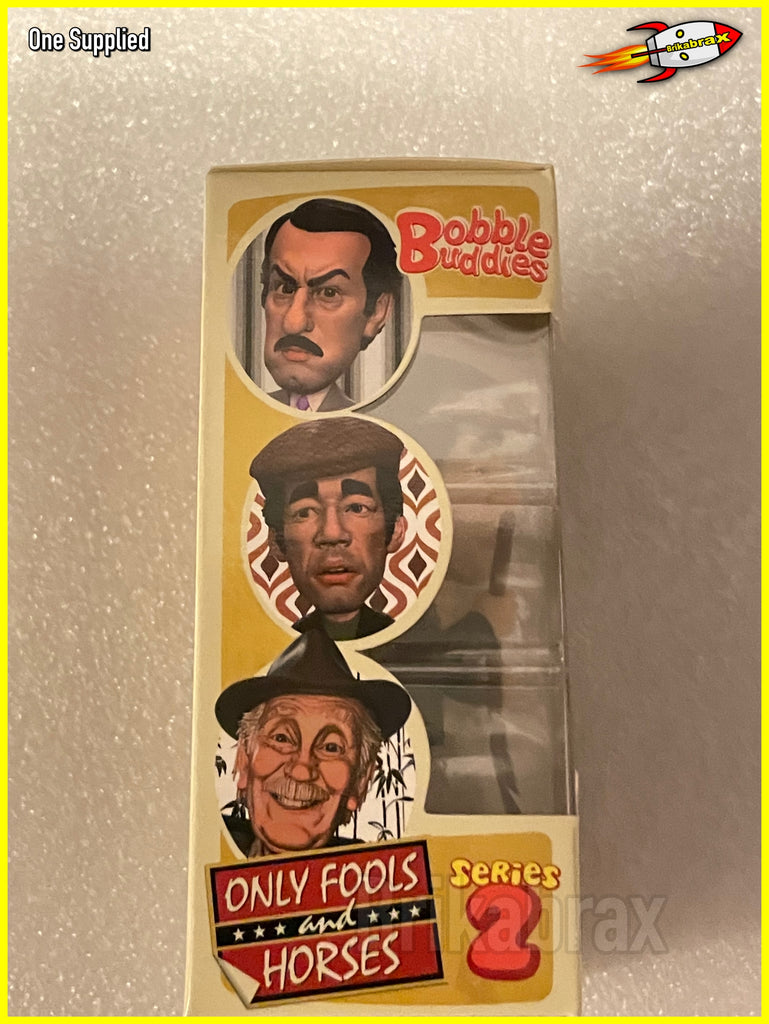 One Supplied
Brikabrax
Bobble
Buddies
ONLY FOOLS
and
HORSES
SERIES
2
Brikabrax